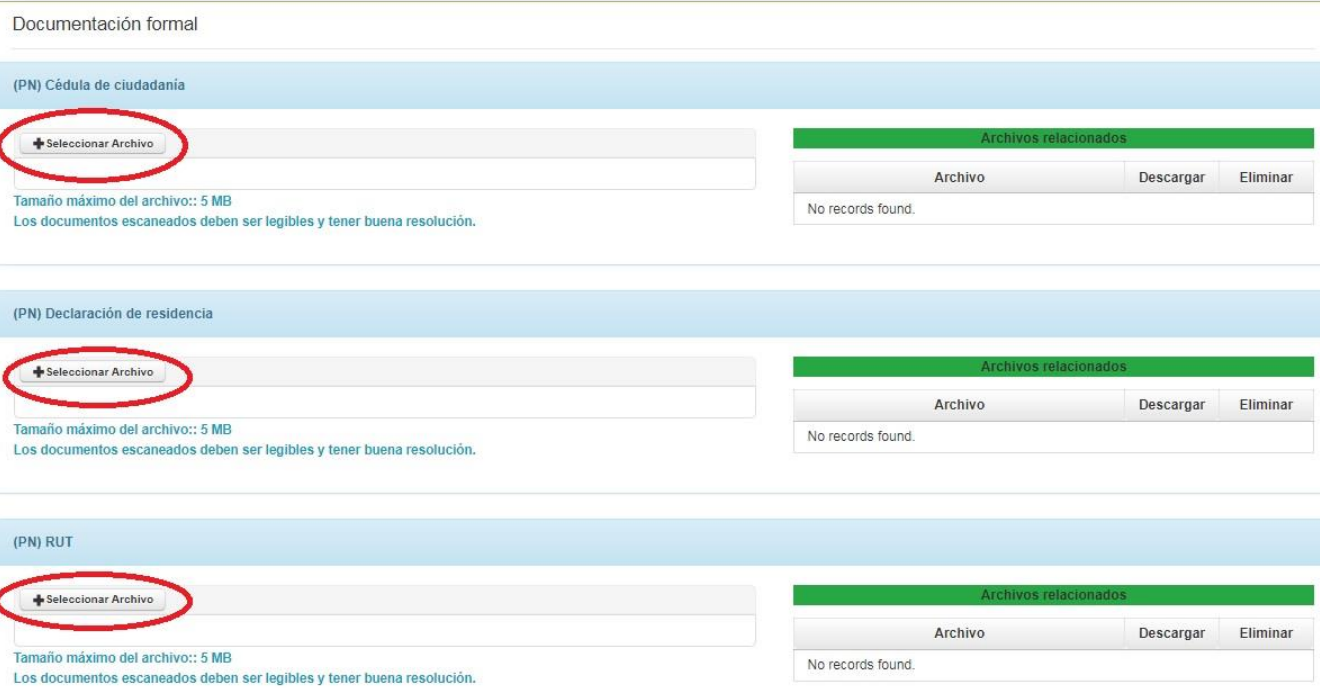 Documentación formal
(PN) Cédula de ciudadanía
Seleccionar Archivo
Tamaño máximo del archivo:: 5 MB
Los documentos escaneados deben ser legibles y tener buena resolución.
Archivos relacionados
Archivo Descargar Eliminar
No records found.
(PN) Declaración de residencia
Seleccionar Archivo
Tamaño máximo del archivo:: 5 MB
Los documentos escaneados deben ser legibles y tener buena resolución.
Archivos relacionados
Archivo Descargar Eliminar
No records found.
(PN) RUT
Seleccionar Archivo
Tamaño máximo del archivo:: 5 MB
Los documentos escaneados deben ser legibles y tener buena resolución.
Archivos relacionados
Archivo Descargar Eliminar
No records found.